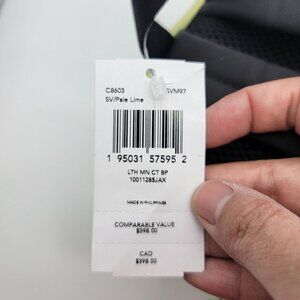 C8603 SVM97
SV/Pale Lime
1 95031 57595 2
LTH MN CT BP
10011285JAX
MADE IN PHILIPPINES
COMPARABLE VALUE
$398.00
CAD
$398.00